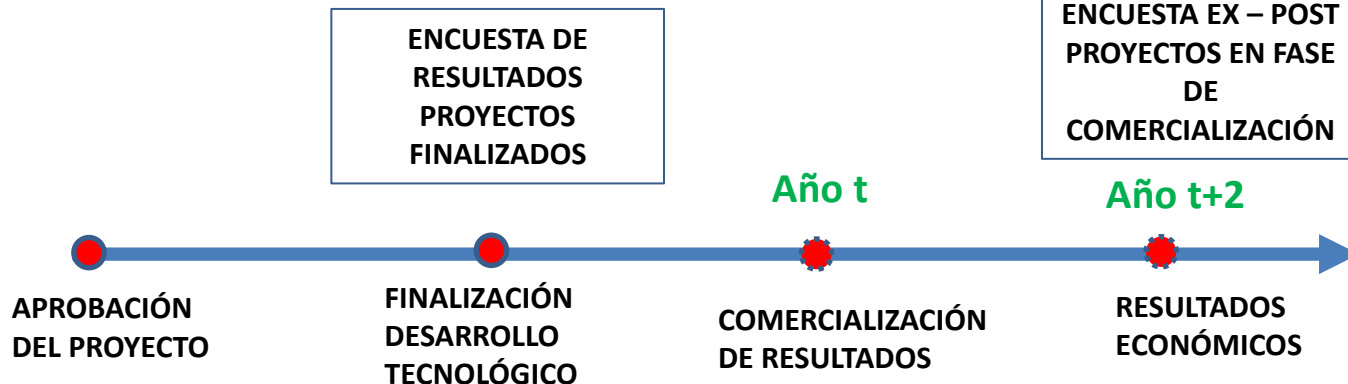 ENCUESTA DE
RESULTADOS
PROYECTOS
FINALIZADOS
ENCUESTA EX – POST
PROYECTOS EN FASE
DE
COMERCIALIZACIÓN
Año t
Año t+2
APROBACIÓN
DEL PROYECTO
FINALIZACIÓN
DESARROLLO
TECNOLÓGICO
COMERCIALIZACIÓN
DE RESULTADOS
RESULTADOS
ECONÓMICOS